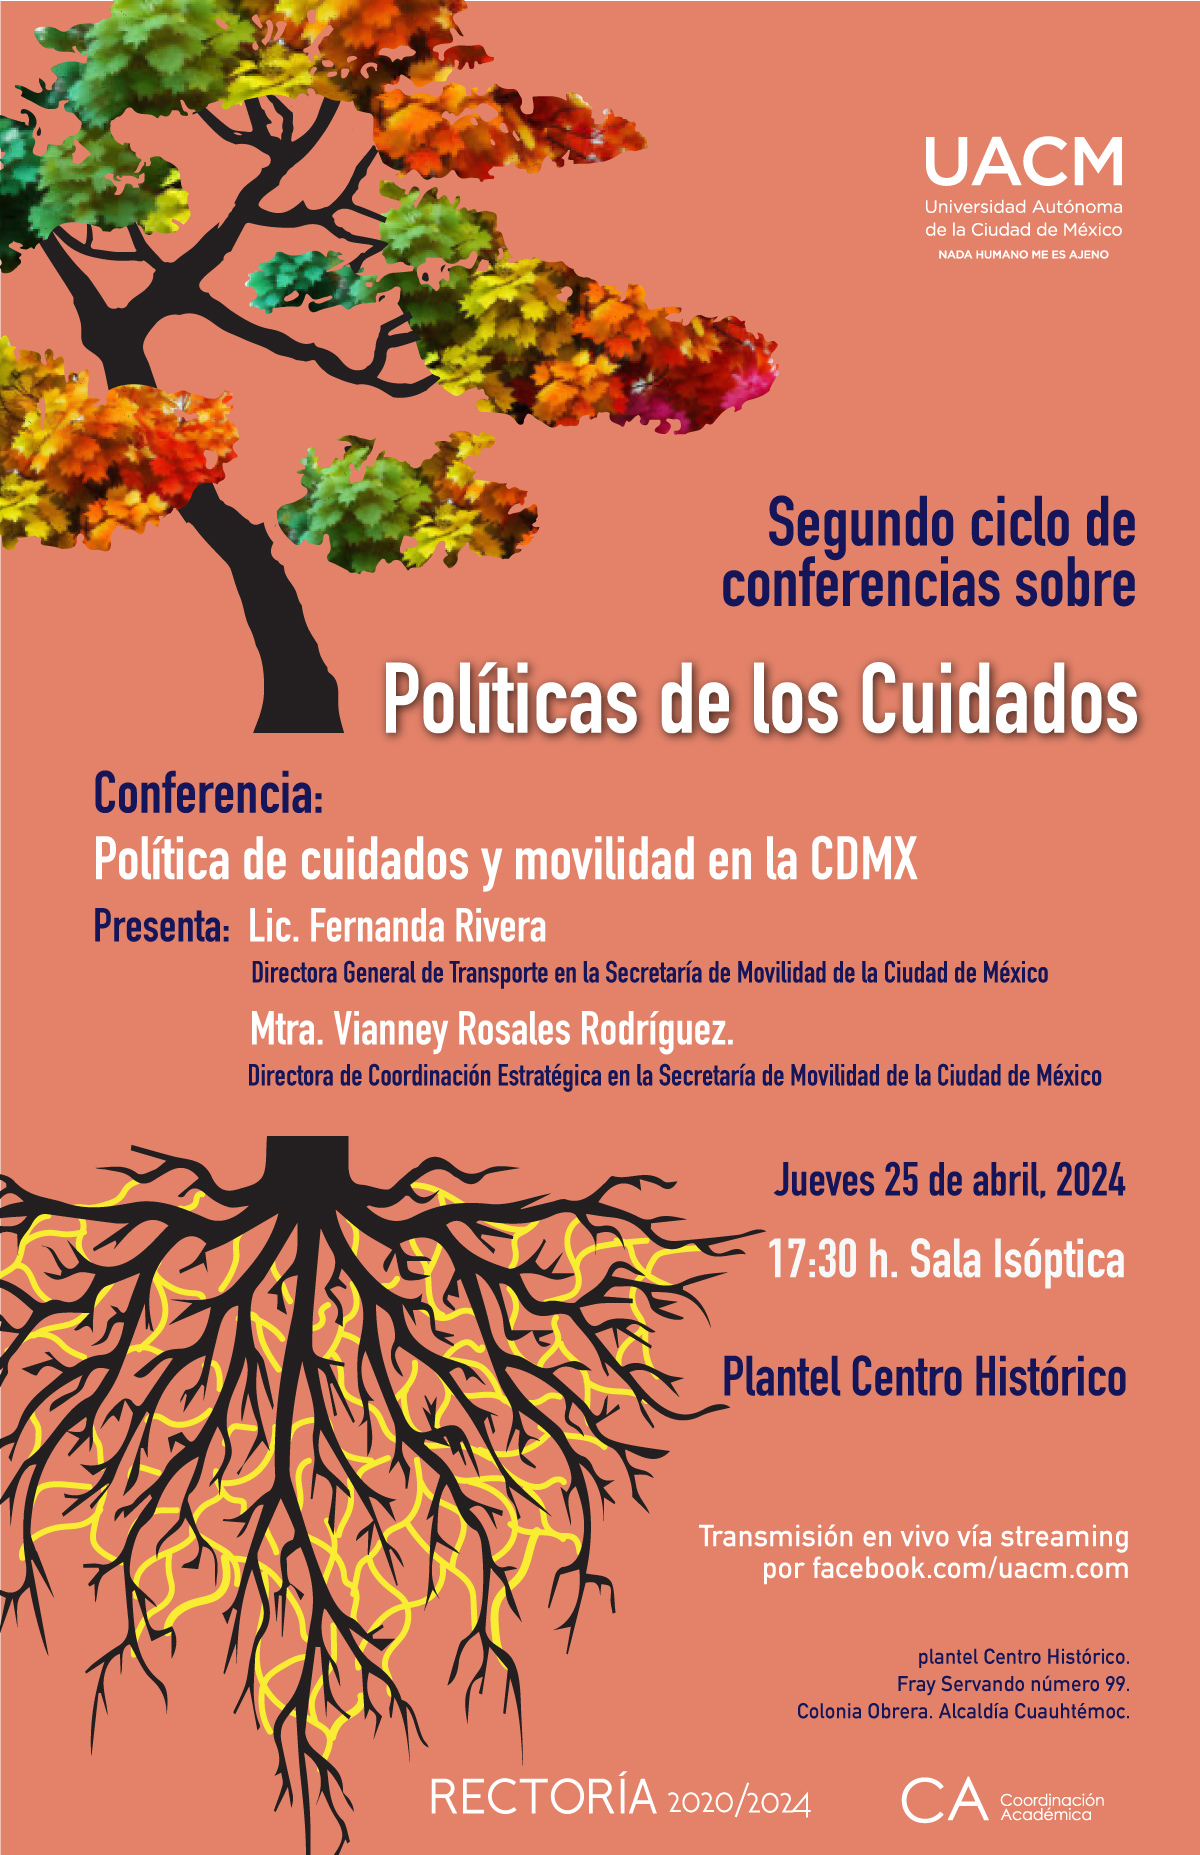 UACM
Universidad Autónoma
de la Ciudad de México
NADA HUMANO ME ES AJENO
Segundo ciclo de
conferencias sobre
Políticas de los Cuidados
Conferencia:
Política de cuidados y movilidad en la CDMX
Presenta: Lic. Fernanda Rivera
Directora General de Transporte en la Secretaría de Movilidad de la Ciudad de México
Mtra. Vianney Rosales Rodríguez.
Directora de Coordinación Estratégica en la Secretaría de Movilidad de la Ciudad de México
Jueves 25 de abril, 2024
17:30 h. Sala Isóptica
Plantel Centro Histórico
Transmisión en vivo vía streaming
por facebook.com/uacm.com
plantel Centro Histórico.
Fray Servando número 99.
Colonia Obrera. Alcaldía Cuauhtémoc.
RECTORÍA 2020/2024
CA Coordinación
Académica